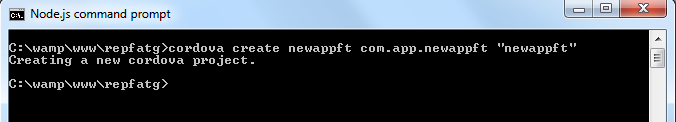 Node.js command prompt
C:\wamp\www\repfatg>cordova create newappft com.app.newappft "newappft"
Creating a new cordova project.
C:\wamp\www\repfatg>